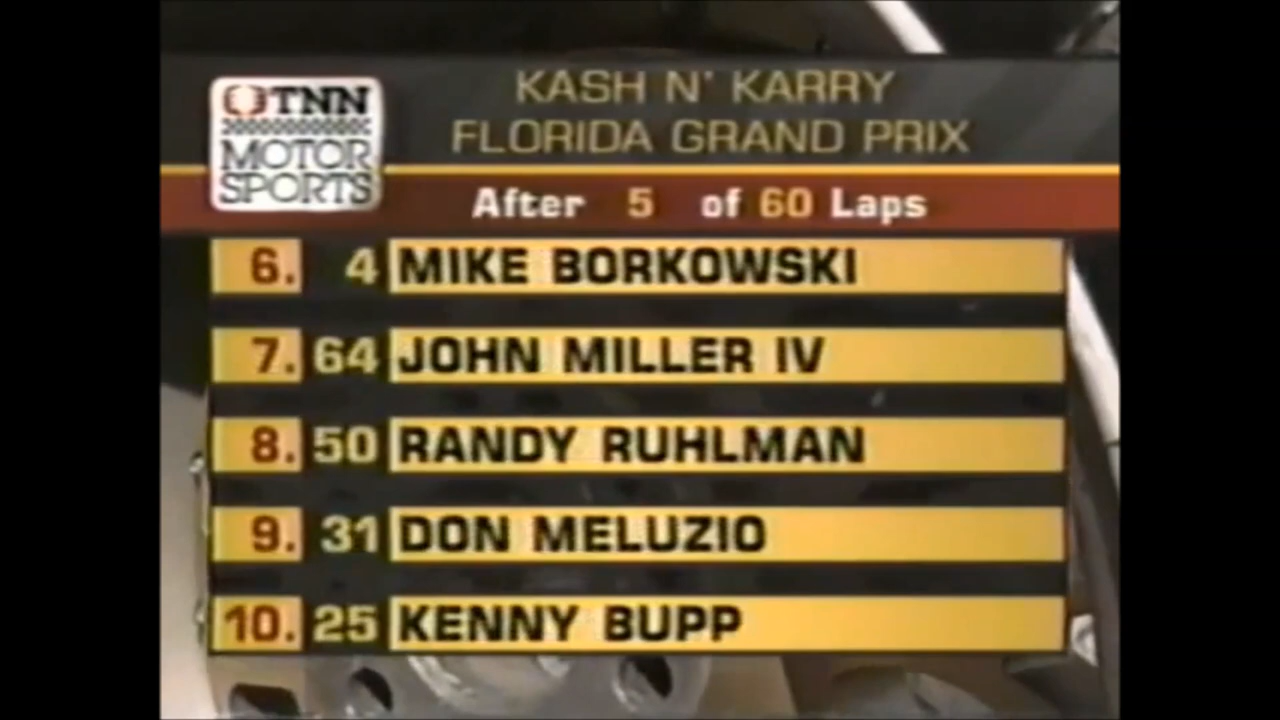 TNN
MOTOR
SPORTS
KASH N' KARRY
FLORIDA GRAND PRIX
After 5 of 60 Laps
6. 4 MIKE BORKOWSKI
7. 64 JOHN MILLER IV
8. 50 RANDY RUHLMAN
9. 31 DON MELUZIO
10. 25 KENNY BUPP